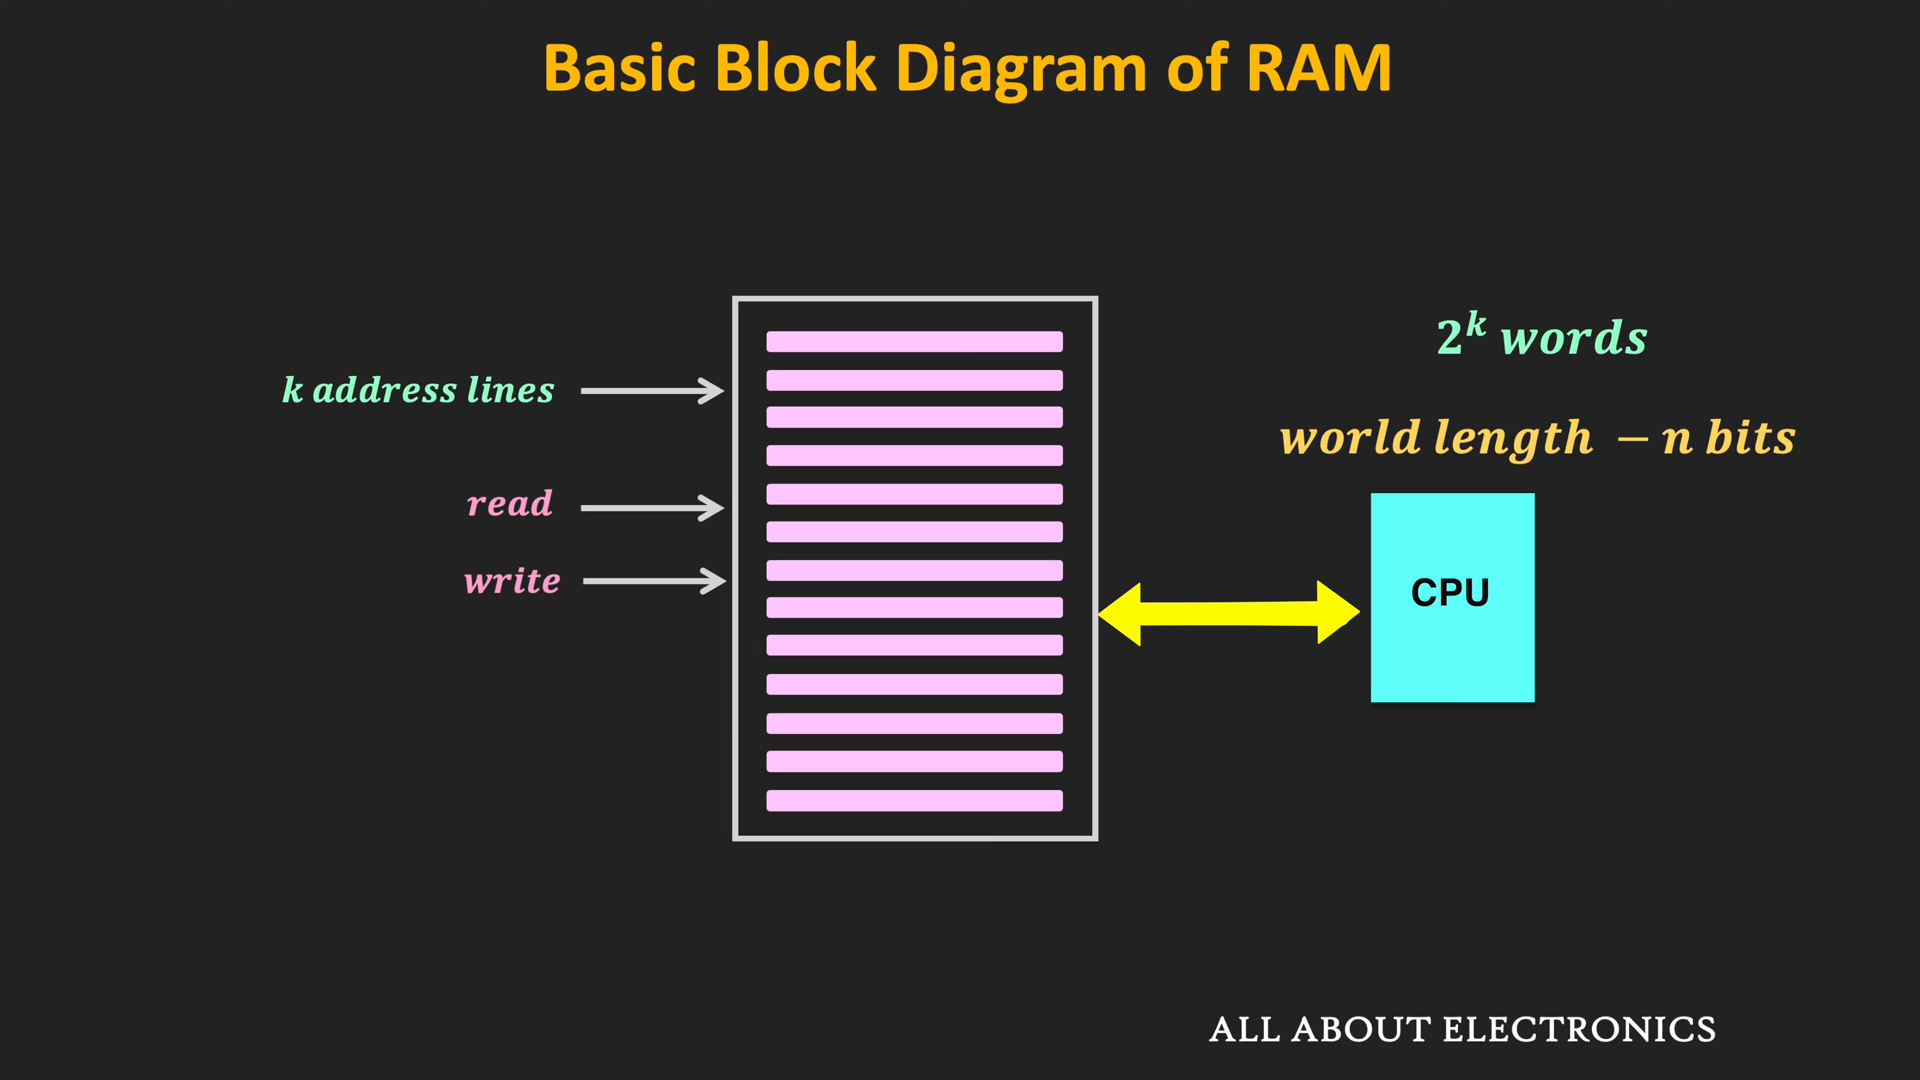 Basic Block Diagram of RAM
k address lines
read
write
2^k words
world length - n bits
CPU
ALL ABOUT ELECTRONICS